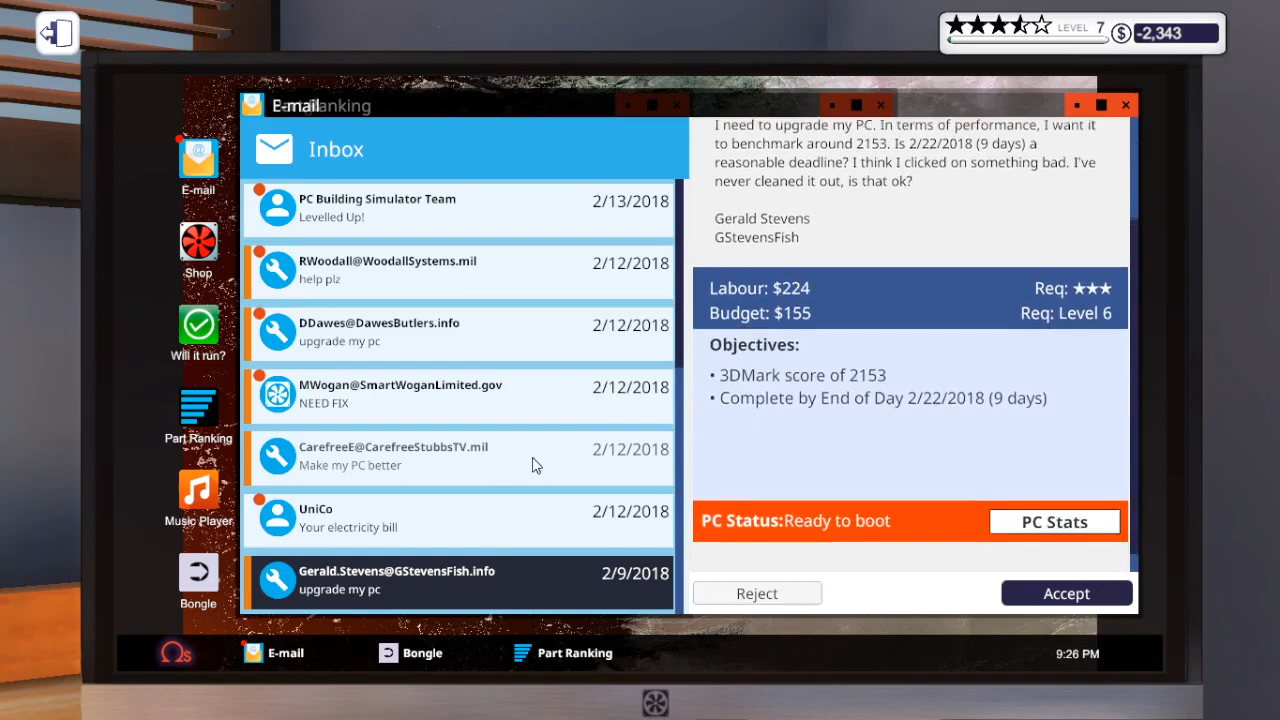 LEVEL 7
$ -2,343
E-mail
Inbox
PC Building Simulator Team 2/13/2018
Levelled Up!
RWoodall@WoodallSystems.mil 2/12/2018
help plz
DDawes@DawesButlers.info 2/12/2018
upgrade my pc
MWogan@SmartWoganLimited.gov 2/12/2018
NEED FIX
CarefreeE@CarefreeStubbsTV.mil 2/12/2018
Make my PC better
UniCo 2/12/2018
Your electricity bill
Gerald.Stevens@GStevensFish.info 2/9/2018
upgrade my pc
I need to upgrade my PC. In terms of performance, I want it
to benchmark around 2153. Is 2/22/2018 (9 days) a
reasonable deadline? I think I clicked on something bad. I've
never cleaned it out, is that ok?
Gerald Stevens
GStevensFish
Labour: $224 Req: ★★★
Budget: $155 Req: Level 6
Objectives:
• 3DMark score of 2153
• Complete by End of Day 2/22/2018 (9 days)
PC Status:Ready to boot PC Stats
Reject Accept
E-mail
Shop
Will it run?
Part Ranking
Music Player
Bongle
Ωs E-mail Bongle Part Ranking 9:26 PM